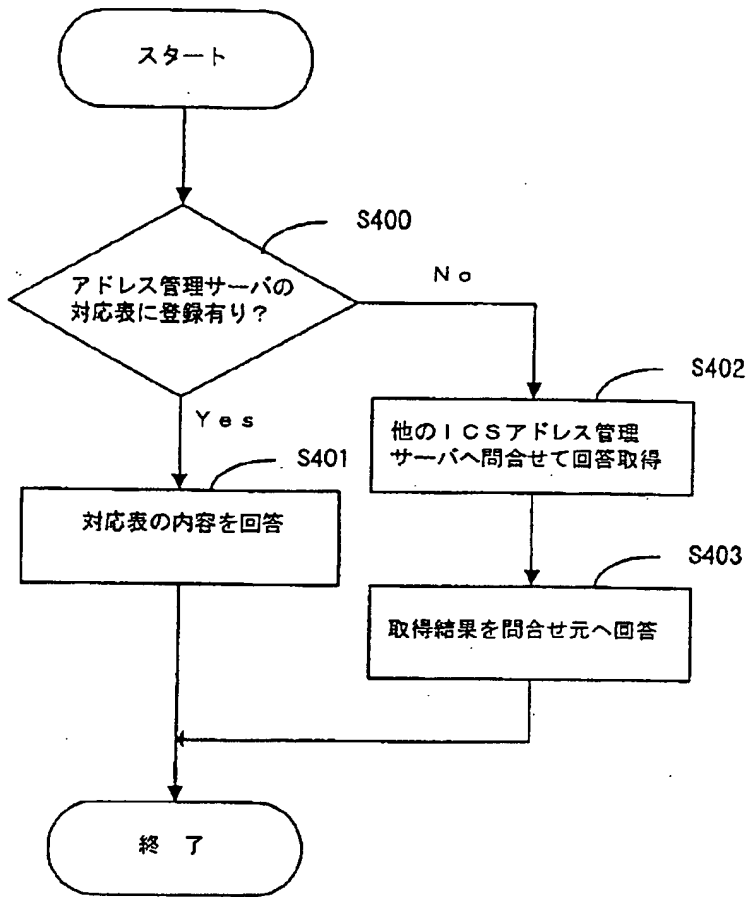 スタート
S400
アドレス管理サーバの
対応表に登録有り?
No
Yes
S402
他のICSアドレス管理
サーバへ問合せて回答取得
S401
対応表の内容を回答
S403
取得結果を問合せ元へ回答
終 了